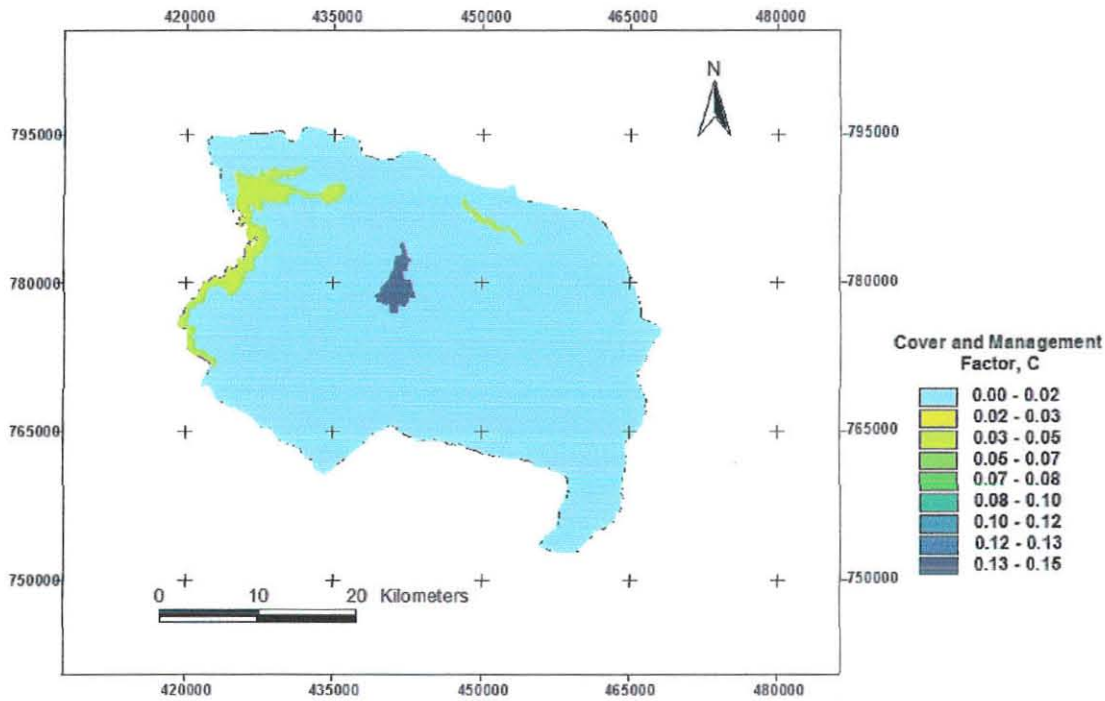 420000 435000 450000 465000 480000
N
795000 795000
780000 780000
Cover and Management
Factor, C
0.00 - 0.02
0.02 - 0.03
765000 765000
0.03 - 0.05
0.05 - 0.07
0.07 - 0.08
0.08 - 0.10
0.10 - 0.12
0.12 - 0.13
0.13 - 0.15
750000 750000
0 10 20 Kilometers
420000 435000 450000 465000 480000